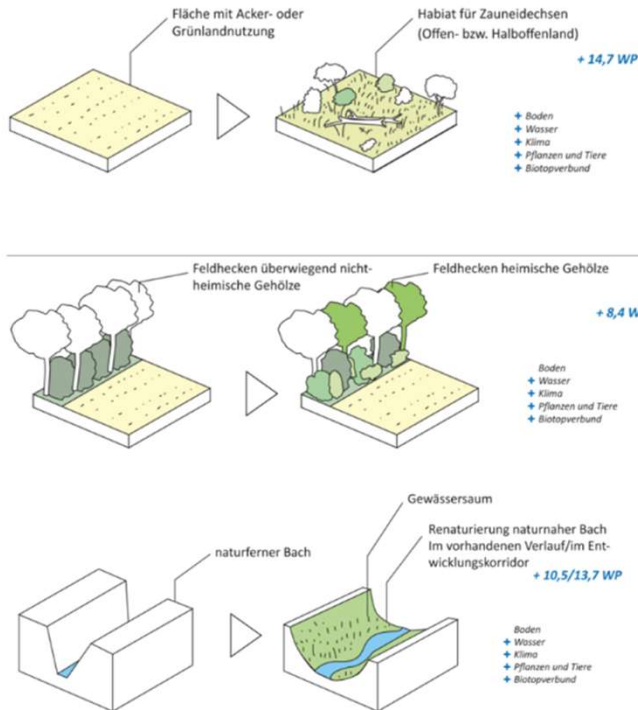 Fläche mit Acker- oder
Grünlandnutzung
Habiat für Zauneidechsen
(Offen- bzw. Halboffenland)
+ 14,7 WP
+ Boden
+ Wasser
+ Klima
+ Pflanzen und Tiere
+ Biotopverbund
Feldhecken überwiegend nicht-
heimische Gehölze
Feldhecken heimische Gehölze
+ 8,4 W
Boden
+ Wasser
+ Klima
+ Pflanzen und Tiere
+ Biotopverbund
naturferner Bach
Gewässersaum
Renaturierung naturnaher Bach
Im vorhandenen Verlauf/im Ent-
wicklungskorridor
+ 10,5/13,7 WP
Boden
+ Wasser
+ Klima
+ Pflanzen und Tiere
+ Biotopverbund